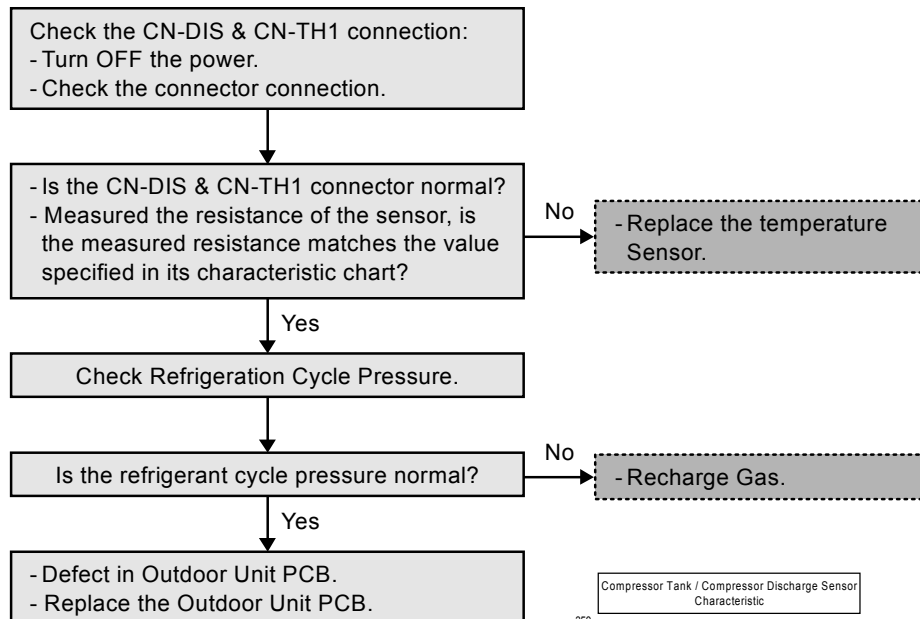 Check the CN-DIS & CN-TH1 connection:
- Turn OFF the power.
- Check the connector connection.
- Is the CN-DIS & CN-TH1 connector normal?
- Measured the resistance of the sensor, is
the measured resistance matches the value
specified in its characteristic chart?
No
- Replace the temperature
Sensor.
Yes
Check Refrigeration Cycle Pressure.
Is the refrigerant cycle pressure normal?
No
- Recharge Gas.
Yes
- Defect in Outdoor Unit PCB.
- Replace the Outdoor Unit PCB.
Compressor Tank / Compressor Discharge Sensor
Characteristic